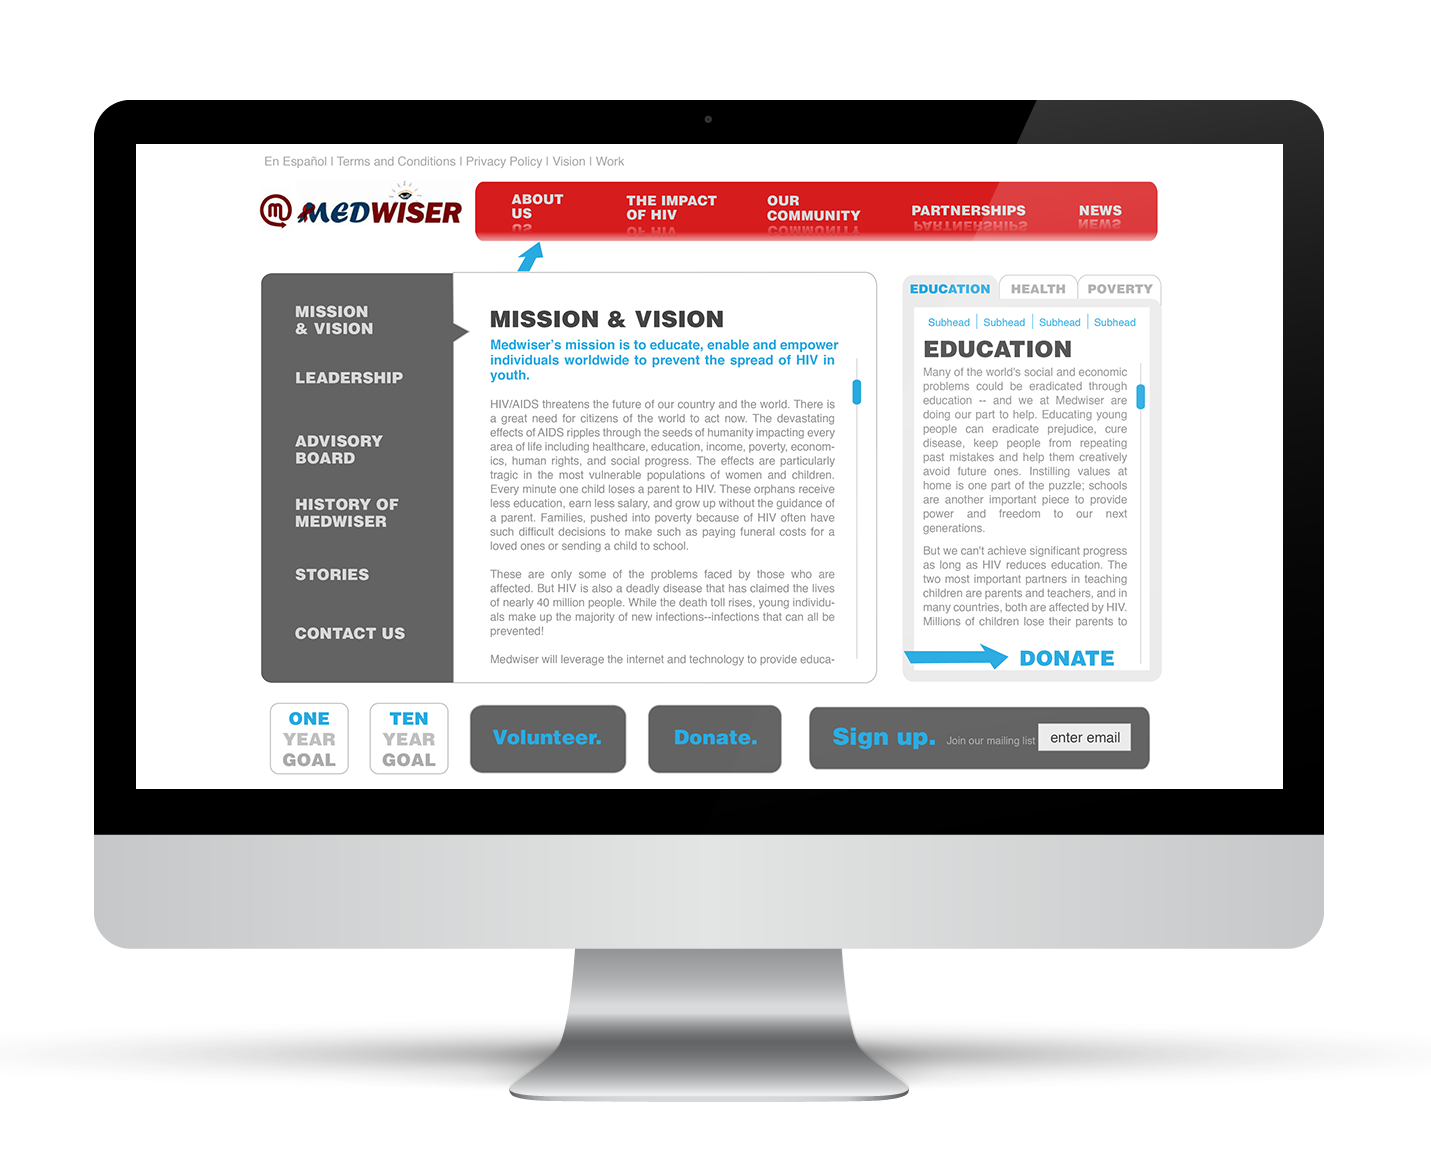 En Español | Terms and Conditions | Privacy Policy | Vision | Work
MEDWISER
ABOUT
US
THE IMPACT
OF HIV
OUR
COMMUNITY
PARTNERSHIPS
NEWS
MISSION
& VISION
LEADERSHIP
ADVISORY
BOARD
HISTORY OF
MEDWISER
STORIES
CONTACT US
MISSION & VISION
Medwiser's mission is to educate, enable and empower
individuals worldwide to prevent the spread of HIV in
youth.
HIV/AIDS threatens the future of our country and the world. There is
a great need for citizens of the world to act now. The devastating
effects of AIDS ripples through the seeds of humanity impacting every
area of life including healthcare, education, income, poverty, econom-
ics, human rights, and social progress. The effects are particularly
tragic in the most vulnerable populations of women and children.
Every minute one child loses a parent to HIV. These orphans receive
less education, earn less salary, and grow up without the guidance of
a parent. Families, pushed into poverty because of HIV often have
such difficult decisions to make such as paying funeral costs for a
loved ones or sending a child to school.
These are only some of the problems faced by those who are
affected. But HIV is also a deadly disease that has claimed the lives
of nearly 40 million people. While the death toll rises, young individu-
als make up the majority of new infections--infections that can all be
prevented!
Medwiser will leverage the internet and technology to provide educa-
EDUCATION
HEALTH
POVERTY
Subhead | Subhead | Subhead | Subhead
EDUCATION
Many of the world's social and economic
problems could be eradicated through
education -- and we at Medwiser are
doing our part to help. Educating young
people can eradicate prejudice, cure
disease, keep people from repeating
past mistakes and help them creatively
avoid future ones. Instilling values at
home is one part of the puzzle; schools
are another important piece to provide
power and freedom to our next
generations.
But we can't achieve significant progress
as long as HIV reduces education. The
two most important partners in teaching
children are parents and teachers, and in
many countries, both are affected by HIV.
Millions of children lose their parents to
DONATE
ONE
YEAR
GOAL
TEN
YEAR
GOAL
Volunteer.
Donate.
Sign up. Join our mailing list enter email